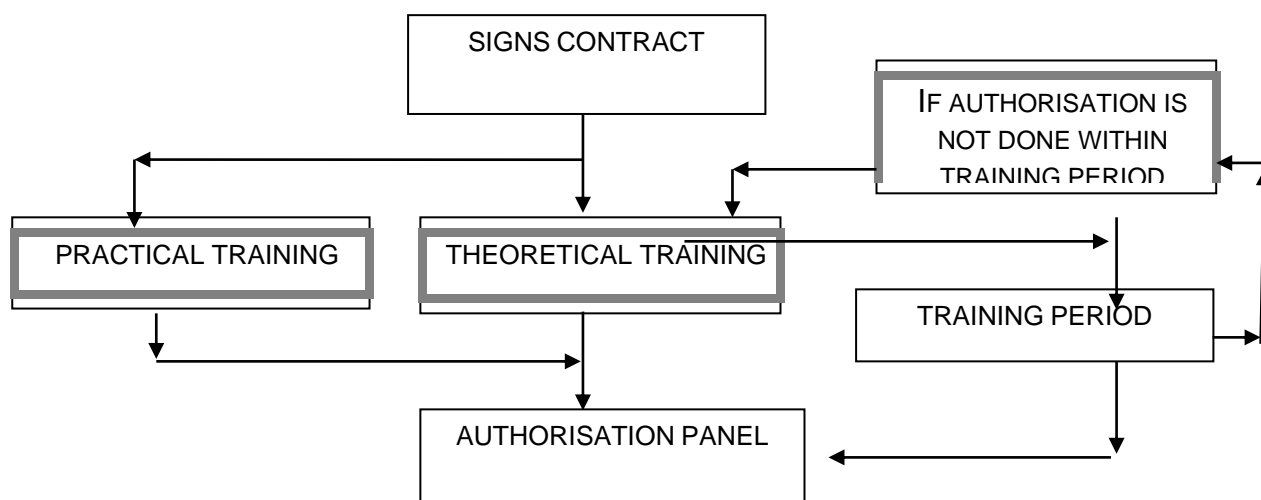 SIGNS CONTRACT
IF AUTHORISATION IS
NOT DONE WITHIN
TRAINING PERIOD
PRACTICAL TRAINING
THEORETICAL TRAINING
TRAINING PERIOD
AUTHORISATION PANEL